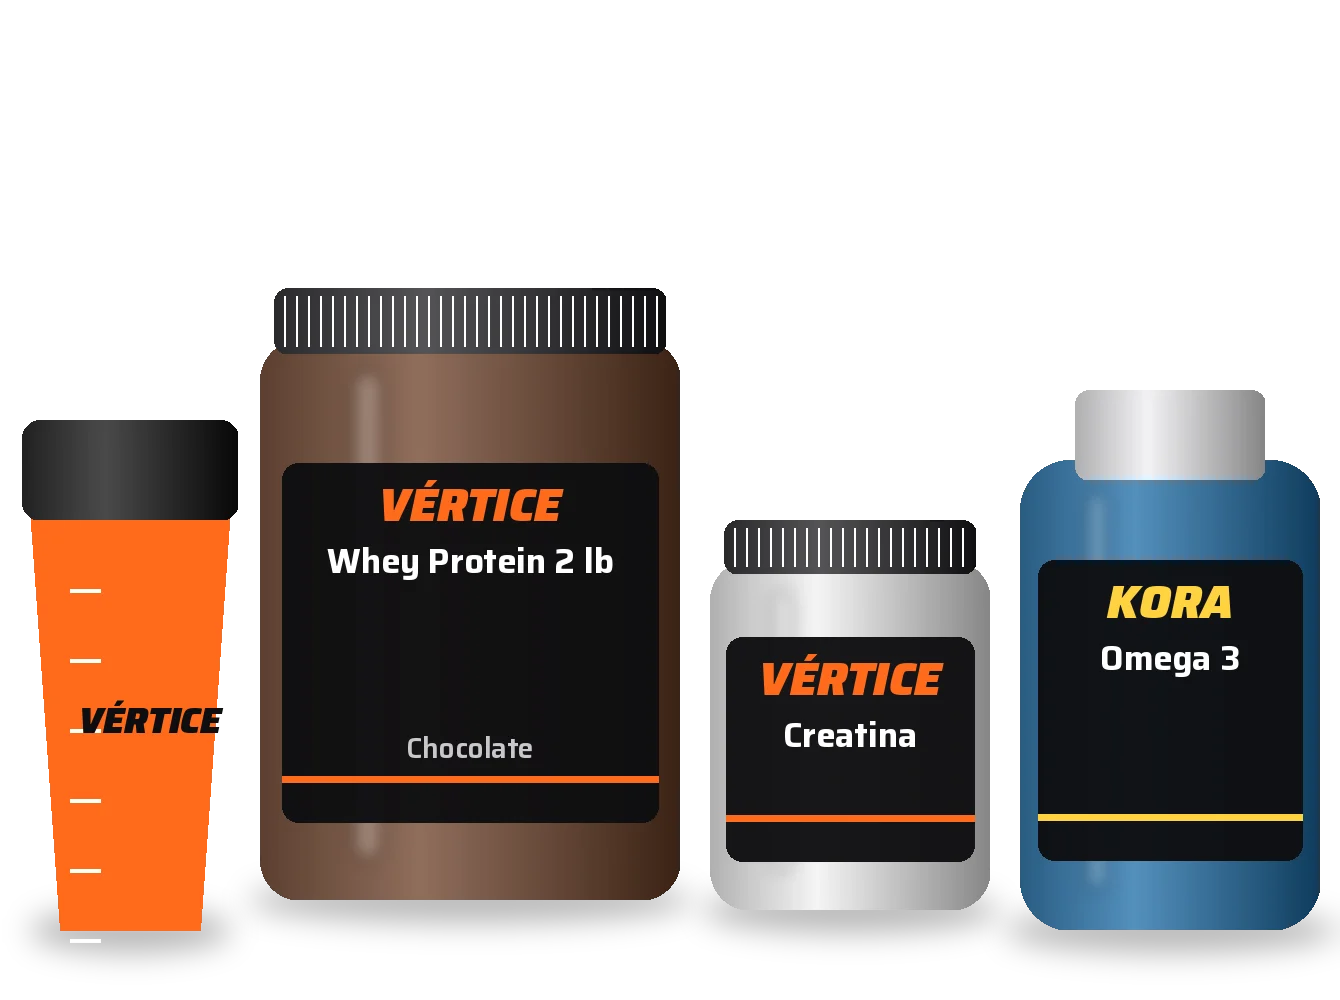 VÉRTICE
VÉRTICE
Whey Protein 2 lb
Chocolate
VÉRTICE
Creatina
KORA
Omega 3